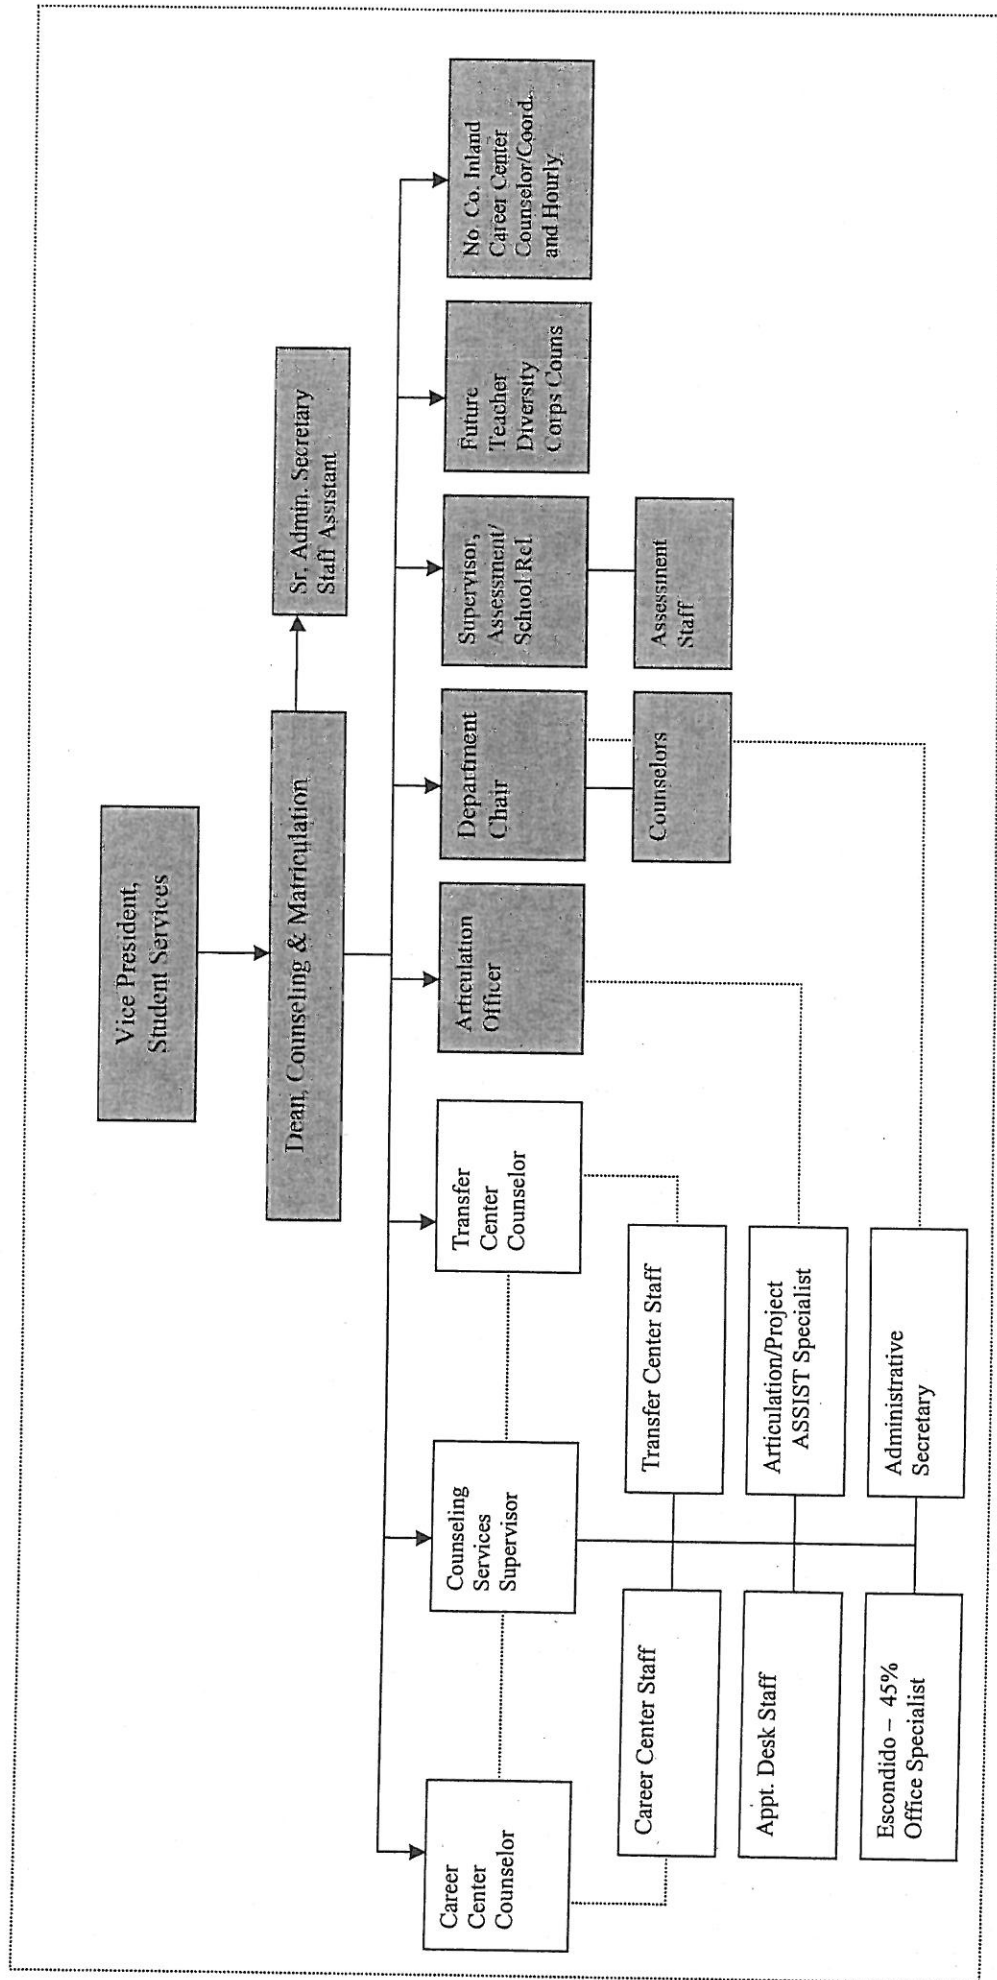 Vice President,
Student Services
Dean, Counseling & Matriculation
Sr. Admin. Secretary
Staff Assistant
Career
Center
Counselor
Counseling
Services
Supervisor
Transfer
Center
Counselor
Articulation
Officer
Department
Chair
Supervisor,
Assessment/
School Rel
Future
Teacher
Diversity
Corps Couns
No. Co. Inland
Career Center
Counselor/Coord.
and Hourly
Counselors
Assessment
Staff
Career Center Staff
Transfer Center Staff
Appt. Desk Staff
Articulation/Project
ASSIST Specialist
Escondido – 45%
Office Specialist
Administrative
Secretary